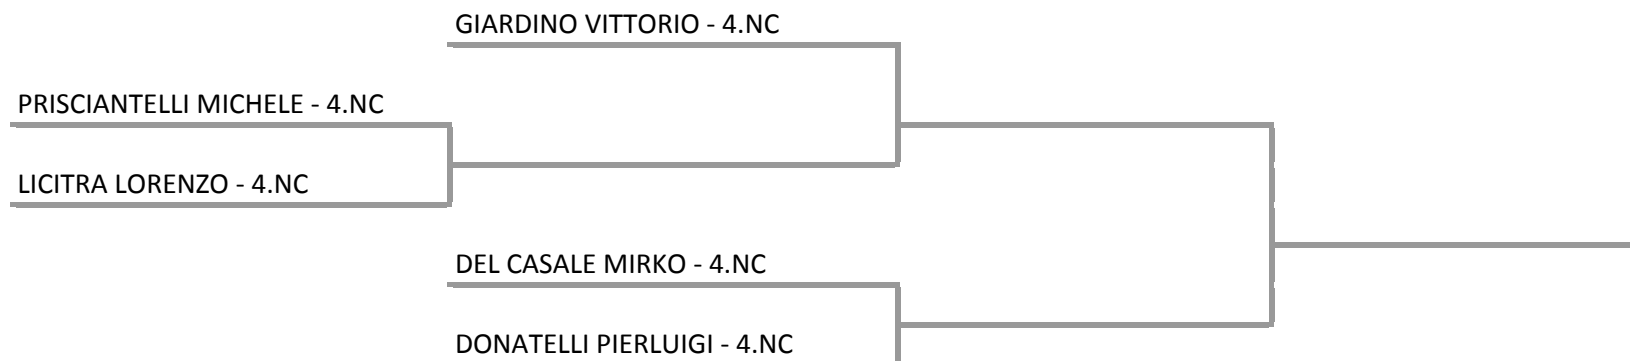 GIARDINO VITTORIO - 4.NC
PRISCIANTELLI MICHELE - 4.NC
LICITRA LORENZO - 4.NC
DEL CASALE MIRKO - 4.NC
DONATELLI PIERLUIGI - 4.NC